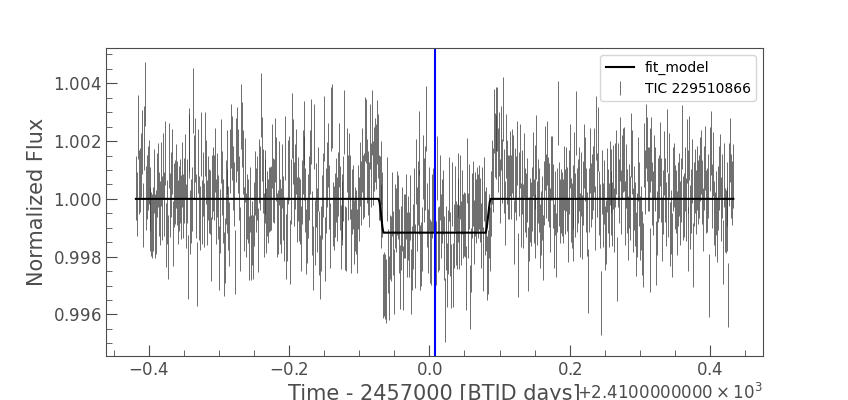 fit_model
TIC 229510866
Normalized Flux
1.004
1.002
1.000
0.998
0.996
−0.4
−0.2
0.0
0.2
0.4
Time - 2457000 [BTJD days]
+2.4100000000 × 10³